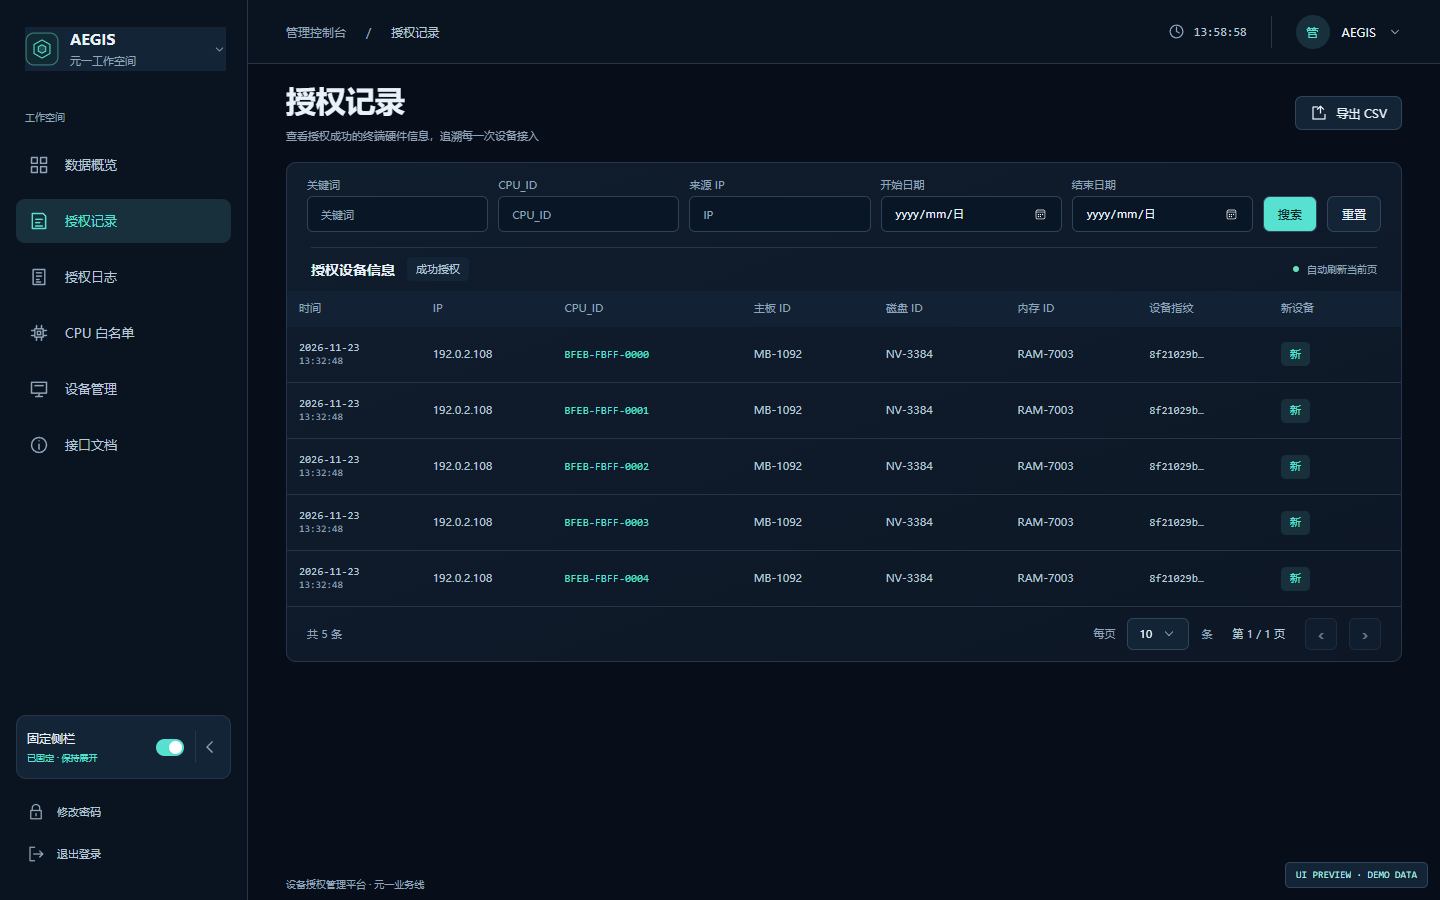 AEGIS
元一工作空间
工作空间
数据概览
授权记录
授权日志
CPU 白名单
设备管理
接口文档
固定侧栏
已固定 · 保持展开
修改密码
退出登录
管理控制台 / 授权记录
13:58:58
管 AEGIS
授权记录
查看授权成功的终端硬件信息，追溯每一次设备接入
导出 CSV
关键词 CPU_ID 来源 IP 开始日期 结束日期
关键词 CPU_ID IP yyyy/mm/日 yyyy/mm/日 搜索 重置
授权设备信息 成功授权 自动刷新当前页
时间 IP CPU_ID 主板 ID 磁盘 ID 内存 ID 设备指纹 新设备
2026-11-23
13:32:48
192.0.2.108 BFEB-FBFF-0000 MB-1092 NV-3384 RAM-7003 8f21029b… 新
2026-11-23
13:32:48
192.0.2.108 BFEB-FBFF-0001 MB-1092 NV-3384 RAM-7003 8f21029b… 新
2026-11-23
13:32:48
192.0.2.108 BFEB-FBFF-0002 MB-1092 NV-3384 RAM-7003 8f21029b… 新
2026-11-23
13:32:48
192.0.2.108 BFEB-FBFF-0003 MB-1092 NV-3384 RAM-7003 8f21029b… 新
2026-11-23
13:32:48
192.0.2.108 BFEB-FBFF-0004 MB-1092 NV-3384 RAM-7003 8f21029b… 新
共 5 条 每页 10 条 第 1 / 1 页 ‹ ›
设备授权管理平台 · 元一业务线
UI PREVIEW · DEMO DATA